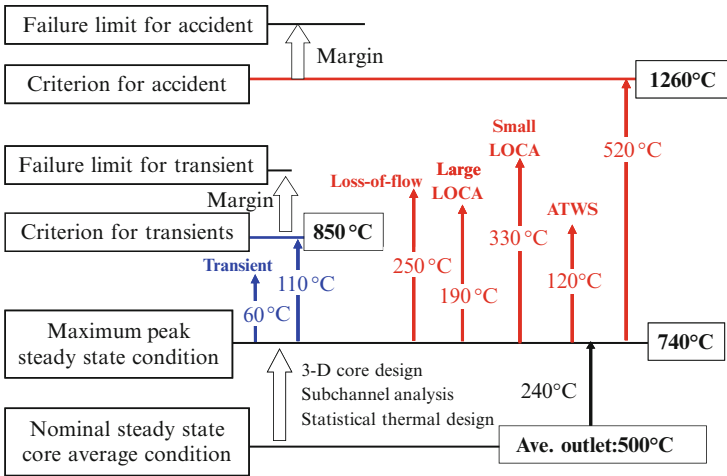 Failure limit for accident
Margin
Criterion for accident
1260°C
Small
LOCA
520 °C
Failure limit for transient
Loss-of-flow
Large
LOCA
Margin
ATWS
Criterion for transients
850 °C
330 °C
Transient
110 °C
250 °C
190 °C
120°C
60 °C
Maximum peak
steady state condition
740°C
3-D core design
Subchannel analysis
Statistical thermal design
240°C
Nominal steady state
core average condition
Ave. outlet:500°C